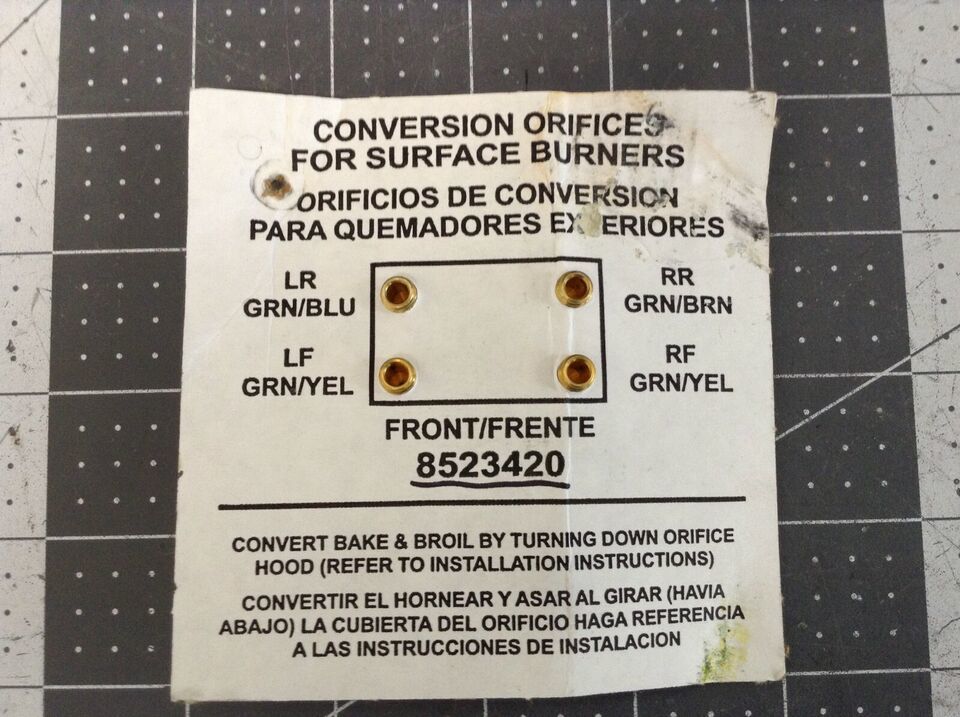 CONVERSION ORIFICES
FOR SURFACE BURNERS
ORIFICIOS DE CONVERSION
PARA QUEMADORES EX ERIORES
LR
GRN/BLU
RR
GRN/BRN
LF
GRN/YEL
RF
GRN/YEL
FRONT/FRENTE
8523420
CONVERT BAKE & BROIL BY TURNING DOWN ORIFICE
HOOD (REFER TO INSTALLATION INSTRUCTIONS)
CONVERTIR EL HORNEAR Y ASAR AL GIRAR (HAVIA
ABAJO) LA CUBIERTA DEL ORIFICIO HAGA REFERENCIA
A LAS INSTRUCCIONES DE INSTALACION